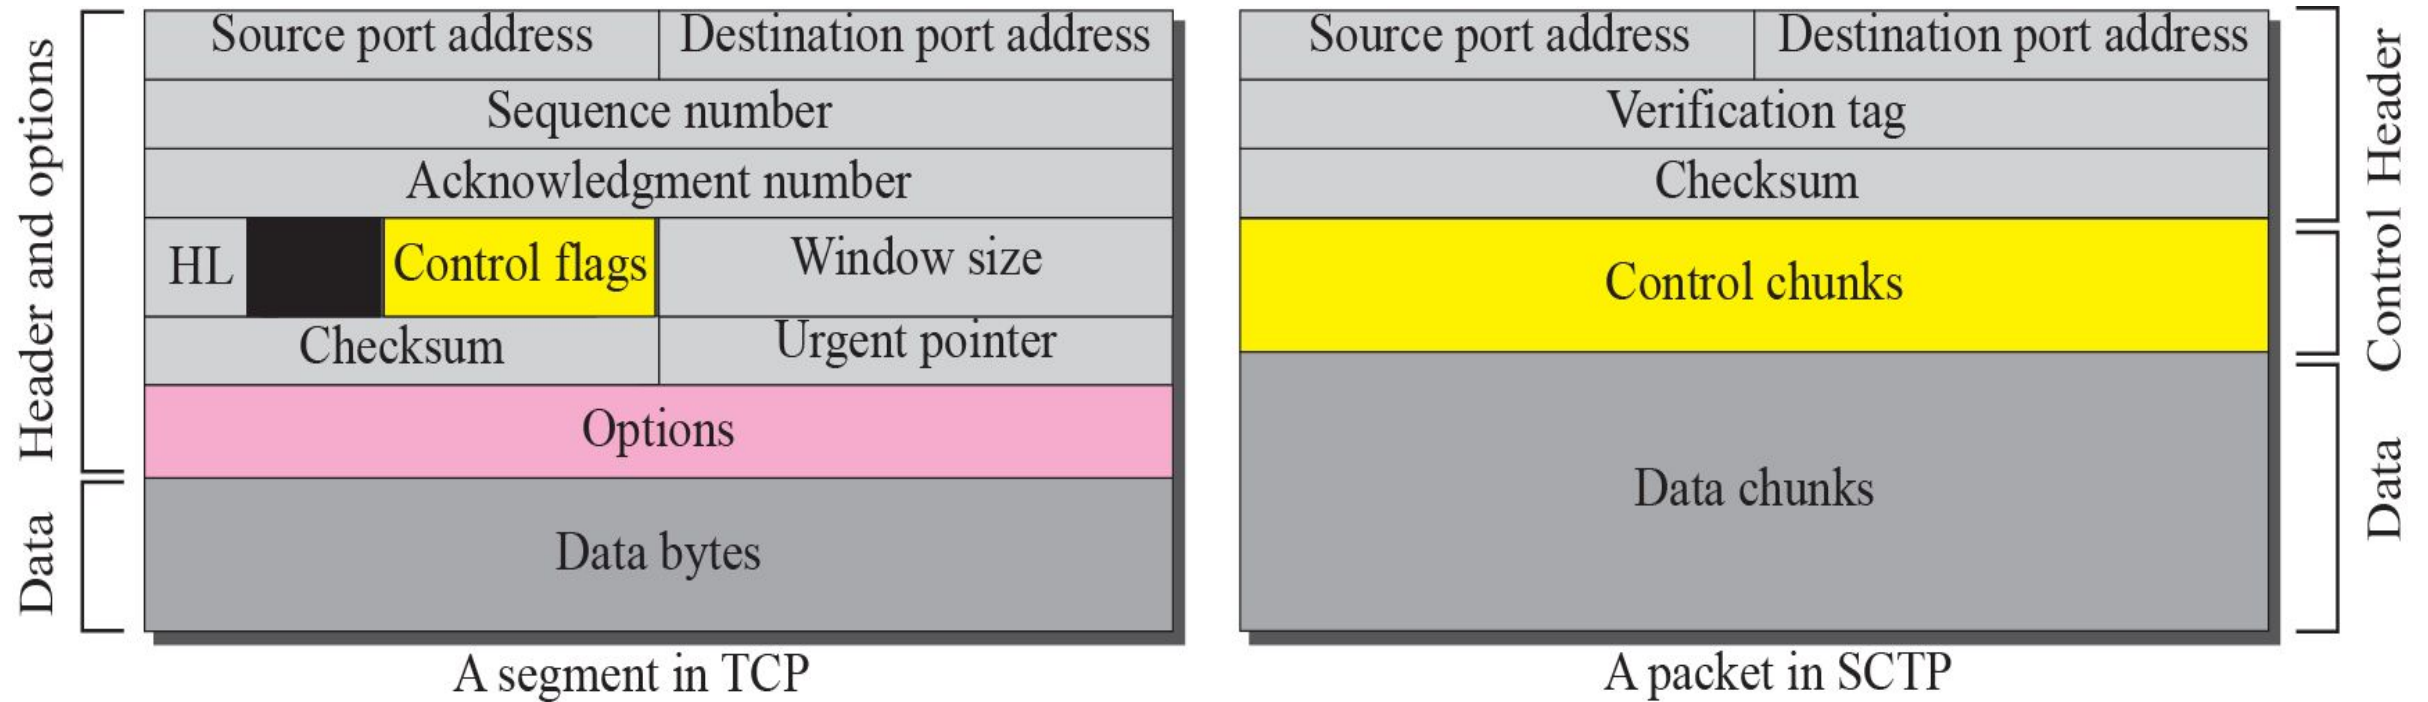 Header and options
Data
Source port address
Destination port address
Sequence number
Acknowledgment number
HL
Control flags
Window size
Checksum
Urgent pointer
Options
Data bytes
A segment in TCP
Source port address
Destination port address
Verification tag
Checksum
Control chunks
Data chunks
A packet in SCTP
Header
Control
Data